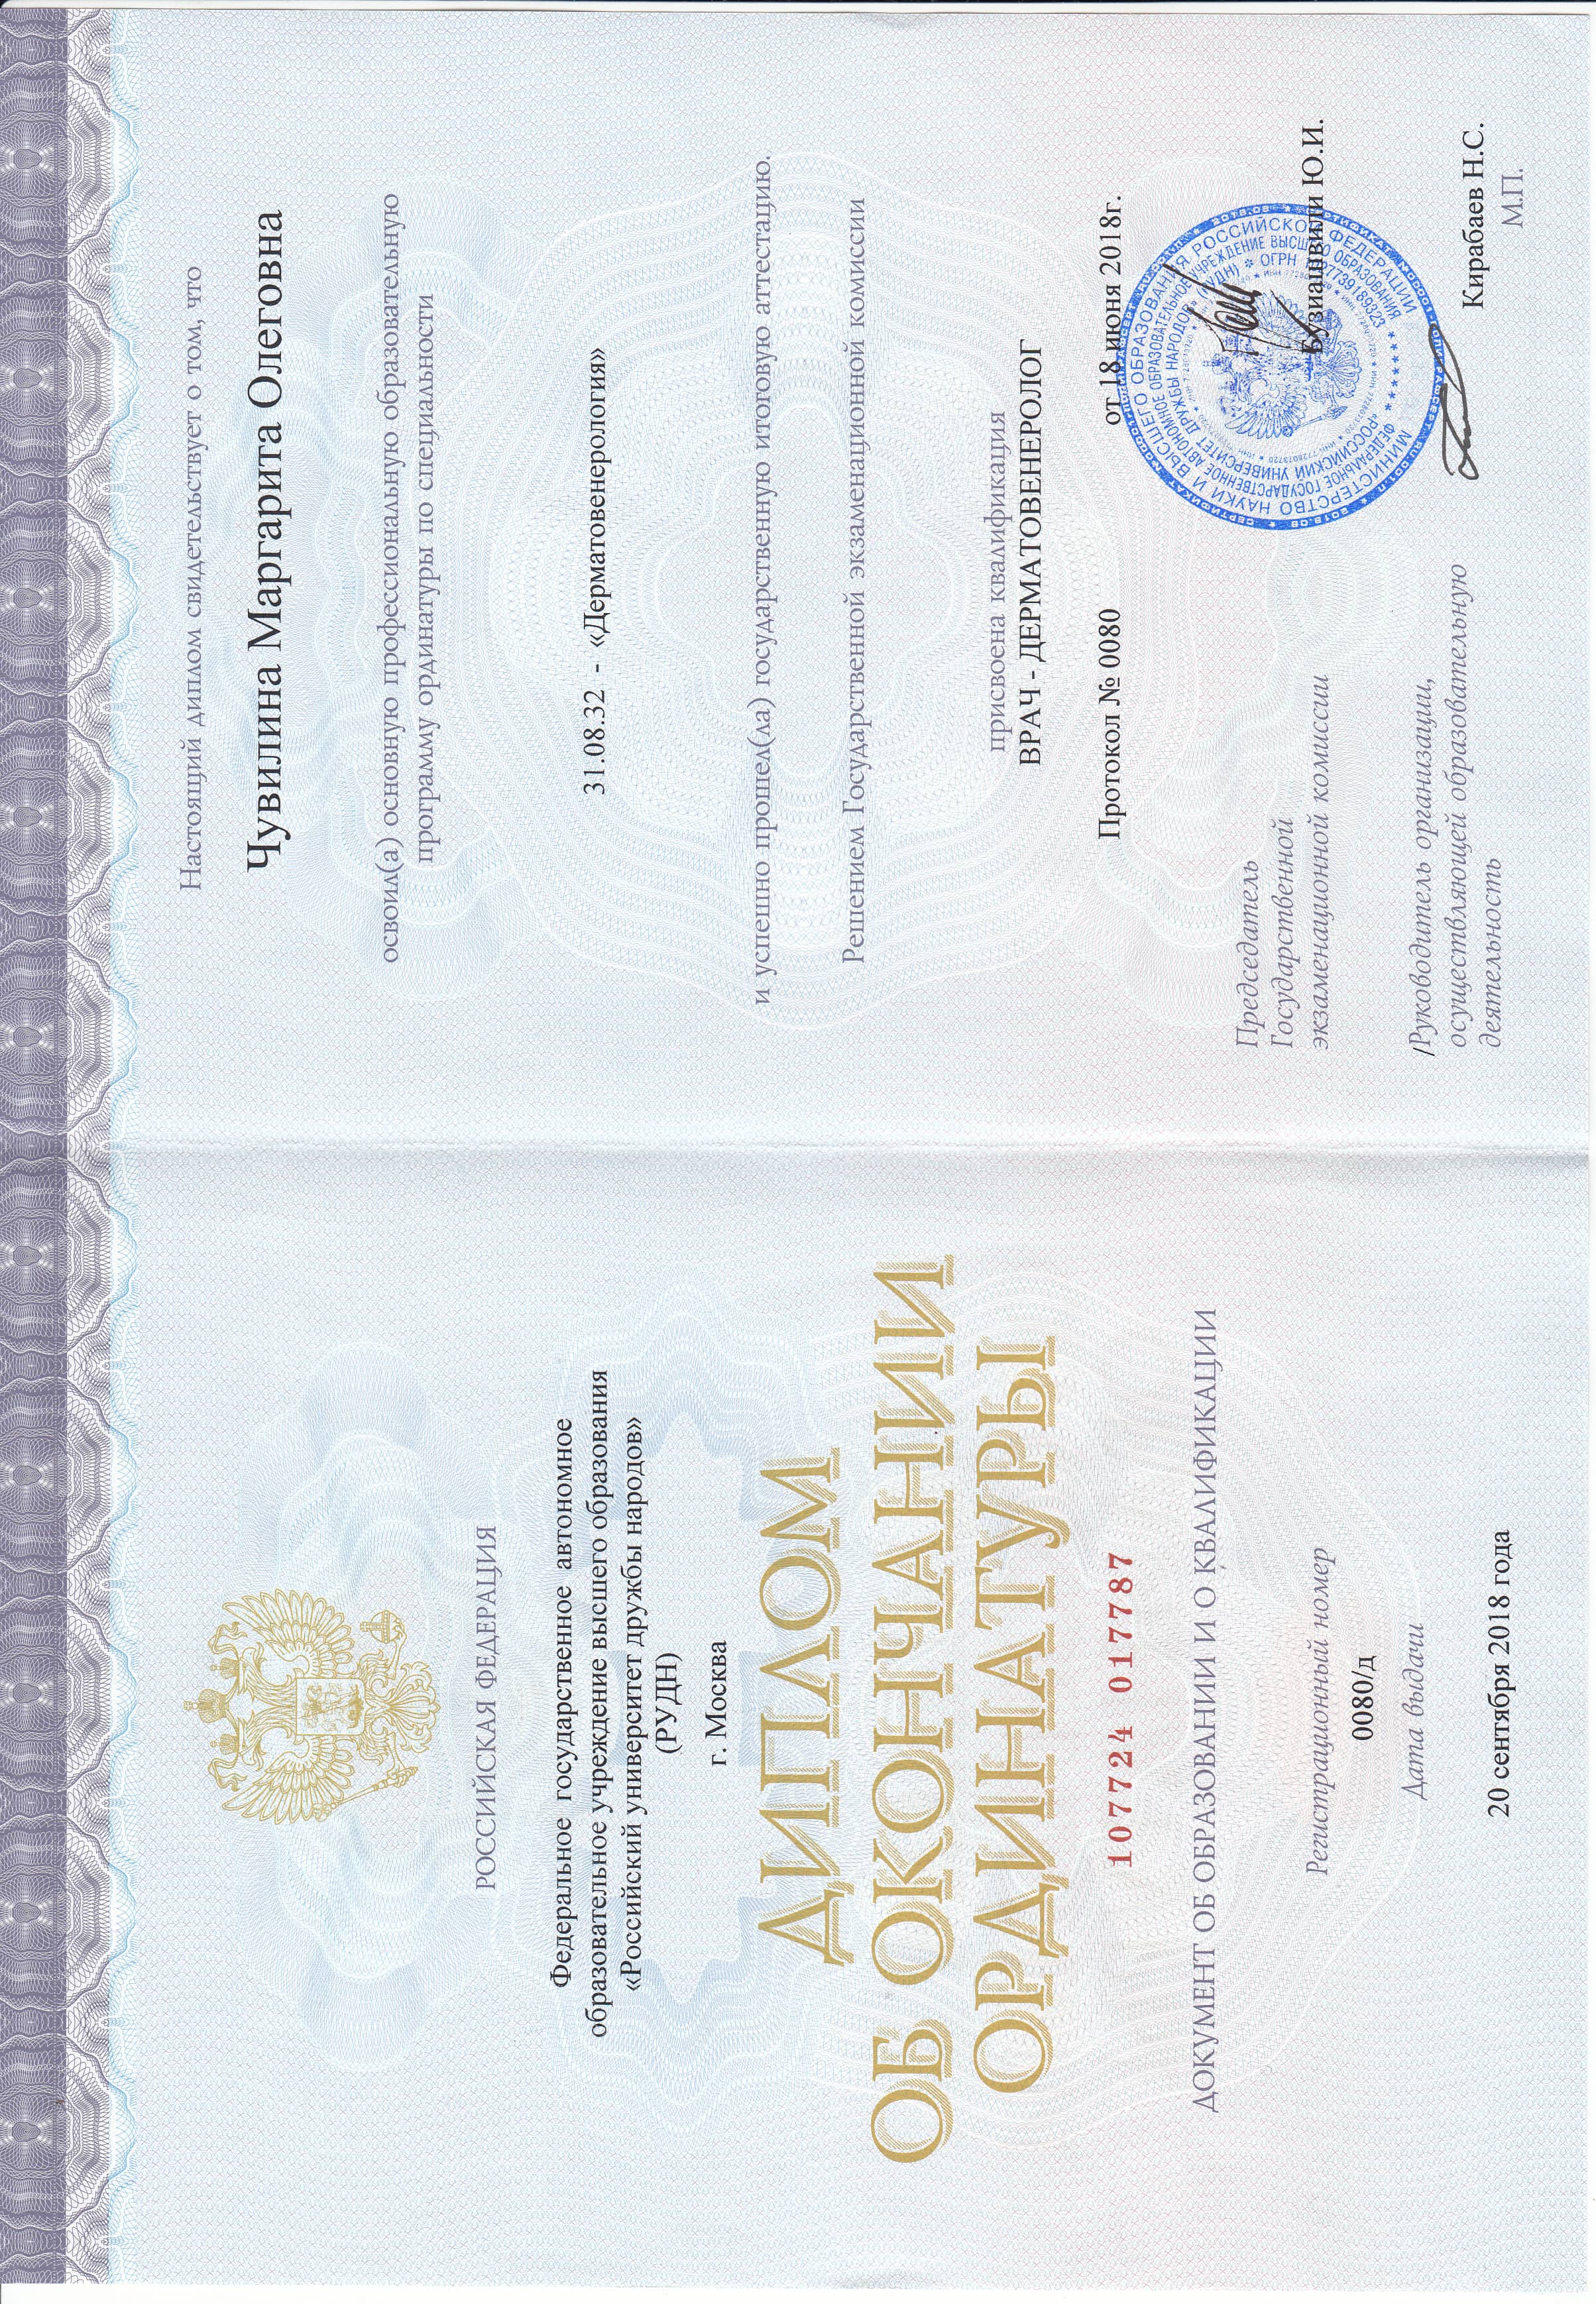 РОССИЙСКАЯ ФЕДЕРАЦИЯ
Федеральное государственное автономное
образовательное учреждение высшего образования
«Российский университет дружбы народов»
(РУДН)
г. Москва
ДИПЛОМ
ОБ ОКОНЧАНИИ
ОРДИНАТУРЫ
107724 017787
ДОКУМЕНТ ОБ ОБРАЗОВАНИИ И О КВАЛИФИКАЦИИ
Регистрационный номер
0080/д
Дата выдачи
20 сентября 2018 года
Настоящий диплом свидетельствует о том, что
Чувилина Маргарита Олеговна
освоил(а) основную профессиональную образовательную
программу ординатуры по специальности
31.08.32 - «Дерматовенерология»
и успешно прошел(ла) государственную итоговую аттестацию.
Решением Государственной экзаменационной комиссии
присвоена квалификация
ВРАЧ - ДЕРМАТОВЕНЕРОЛОГ
Протокол № 0080 от 18 июня 2018г.
МИНИСТЕРСТВО НАУКИ И ВЫСШЕГО ОБРАЗОВАНИЯ РОССИЙСКОЙ ФЕДЕРАЦИИ
ФЕДЕРАЛЬНОЕ ГОСУДАРСТВЕННОЕ АВТОНОМНОЕ ОБРАЗОВАТЕЛЬНОЕ УЧРЕЖДЕНИЕ ВЫСШЕГО ОБРАЗОВАНИЯ
«РОССИЙСКИЙ УНИВЕРСИТЕТ ДРУЖБЫ НАРОДОВ» (РУДН) * ОГРН
Председатель
Государственной
экзаменационной комиссии
Бузиашвили Ю.И.
/Руководитель организации,
осуществляющей образовательную
деятельность
Кирабаев Н.С.
М.П.